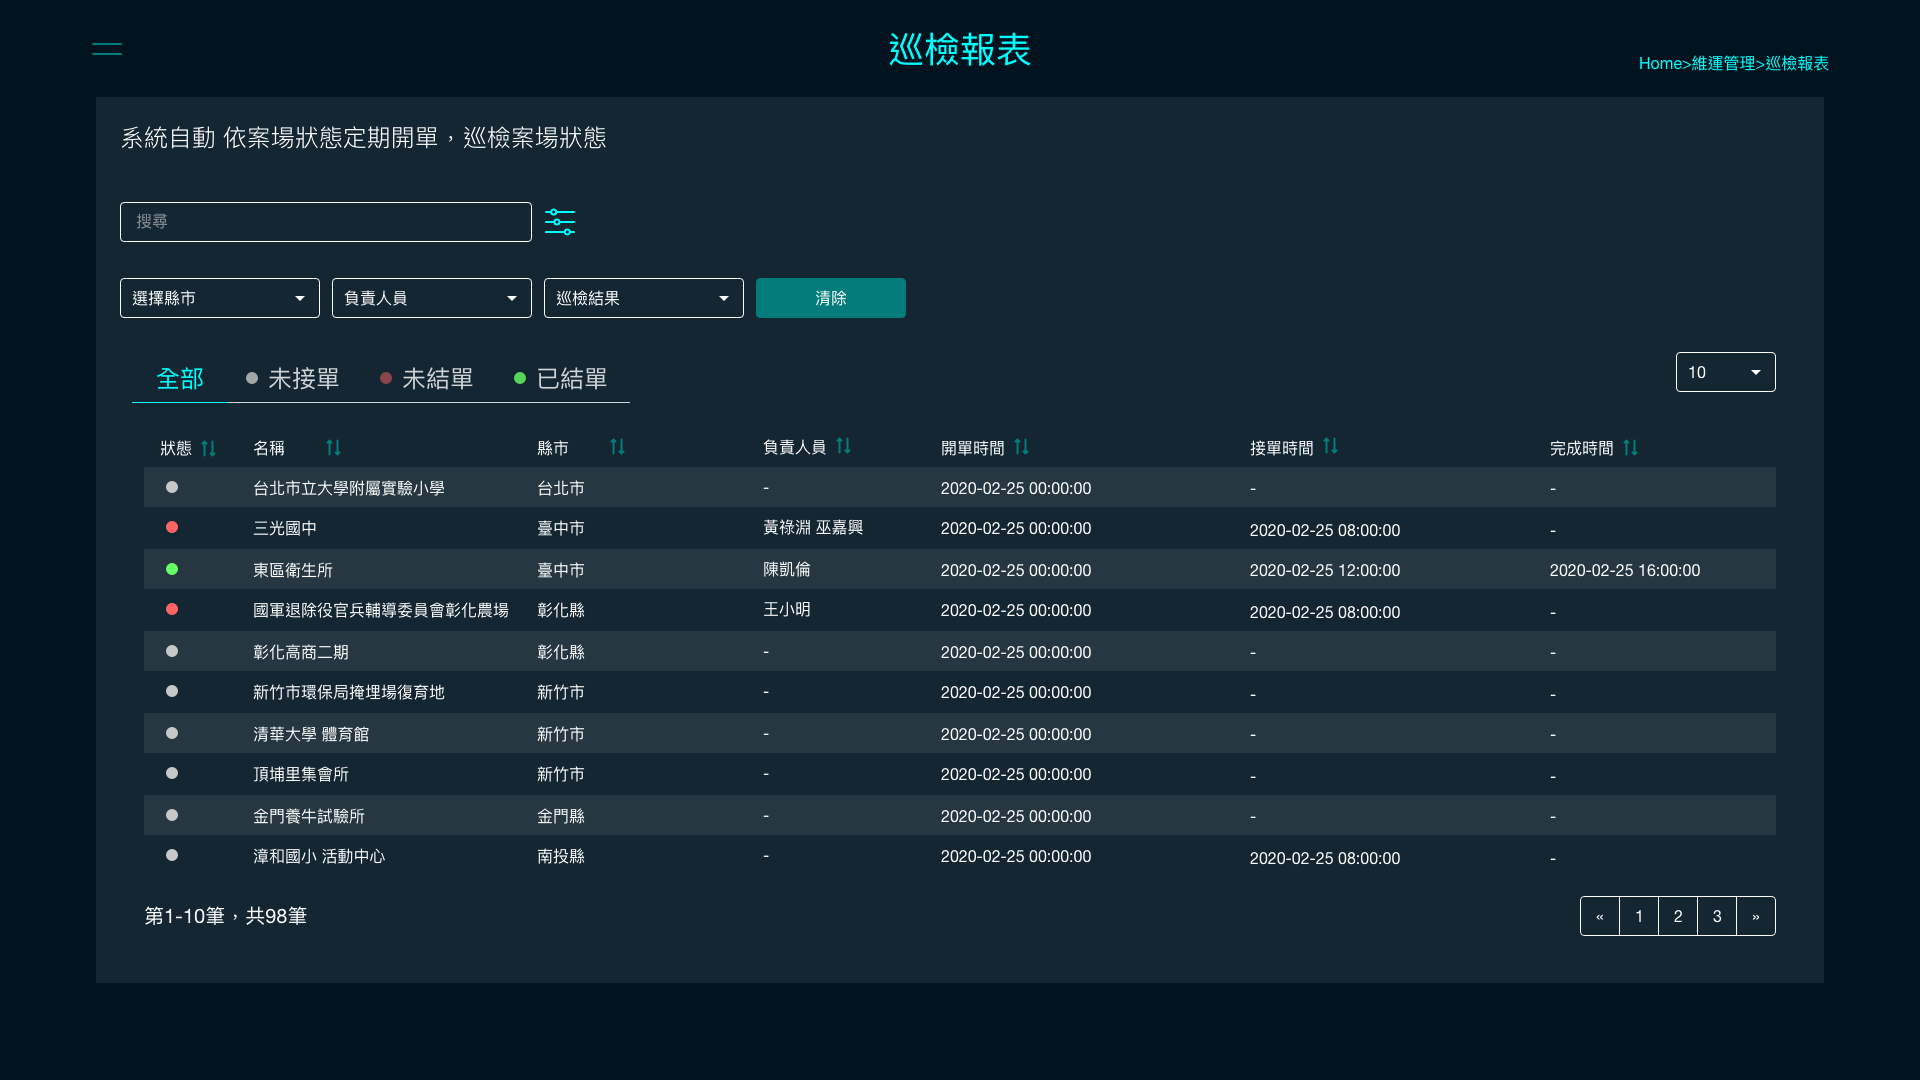 巡檢報表
Home>維運管理>巡檢報表
系統自動 依案場狀態定期開單，巡檢案場狀態
搜尋
選擇縣市 負責人員 巡檢結果 清除
全部 未接單 未結單 已結單 10
狀態 名稱 縣市 負責人員 開單時間 接單時間 完成時間
台北市立大學附屬實驗小學 台北市 - 2020-02-25 00:00:00 - -
三光國中 臺中市 黃祿淵 巫嘉興 2020-02-25 00:00:00 2020-02-25 08:00:00 -
東區衛生所 臺中市 陳凱倫 2020-02-25 00:00:00 2020-02-25 12:00:00 2020-02-25 16:00:00
國軍退除役官兵輔導委員會彰化農場 彰化縣 王小明 2020-02-25 00:00:00 2020-02-25 08:00:00 -
彰化高商二期 彰化縣 - 2020-02-25 00:00:00 - -
新竹市環保局掩埋場復育地 新竹市 - 2020-02-25 00:00:00 - -
清華大學 體育館 新竹市 - 2020-02-25 00:00:00 - -
頂埔里集會所 新竹市 - 2020-02-25 00:00:00 - -
金門養牛試驗所 金門縣 - 2020-02-25 00:00:00 - -
漳和國小 活動中心 南投縣 - 2020-02-25 00:00:00 2020-02-25 08:00:00 -
第1-10筆，共98筆 « 1 2 3 »